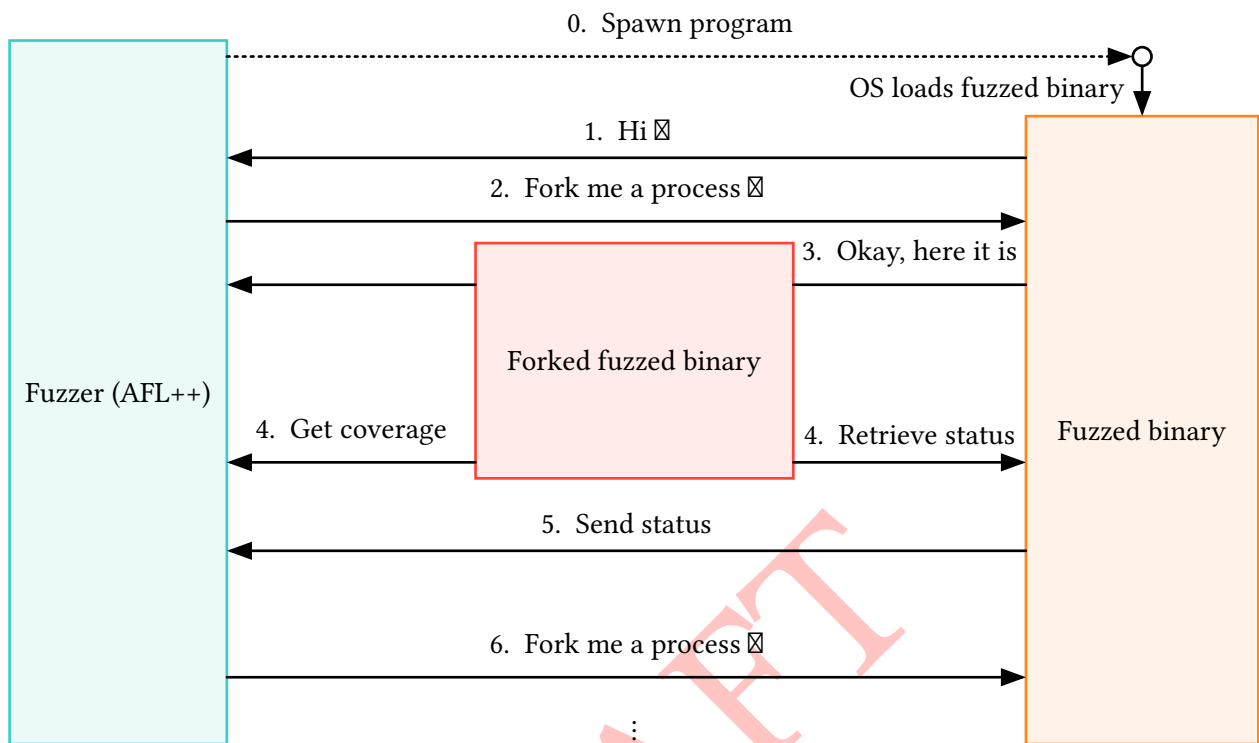 0. Spawn program
OS loads fuzzed binary
1. Hi
2. Fork me a process
3. Okay, here it is
Forked fuzzed binary
Fuzzer (AFL++)
4. Get coverage
4. Retrieve status
Fuzzed binary
5. Send status
6. Fork me a process
⋮
AFT